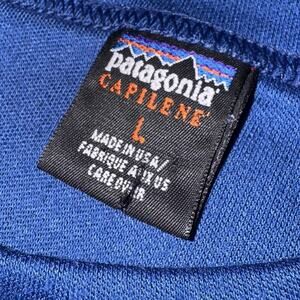 patagonia®
CAPILENE®
L
MADE IN USA/
FABRIQUE AUX US
CARE OVER